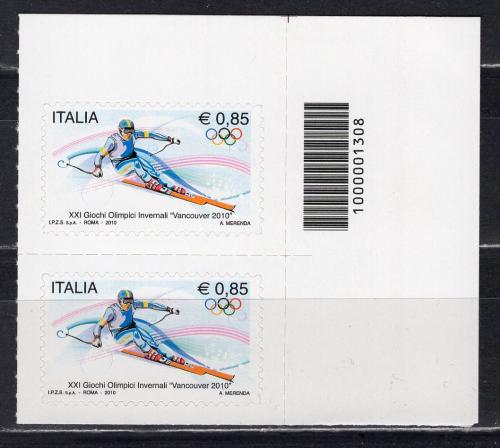 ITALIA € 0,85
XXI Giochi Olimpici Invernali "Vancouver 2010"
I.P.Z.S. S.p.A. - ROMA - 2010 A. MERENDA
1000001308
ITALIA € 0,85
XXI Giochi Olimpici Invernali "Vancouver 2010"
I.P.Z.S. S.p.A. - ROMA - 2010 A. MERENDA